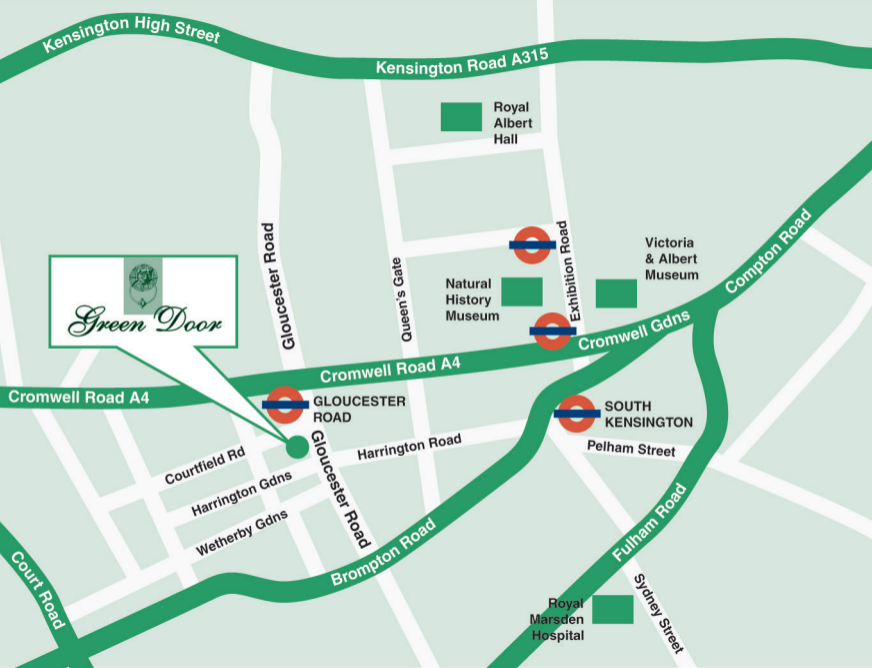 Kensington High Street
Kensington Road A315
Royal
Albert
Hall
Gloucester Road
Queen's Gate
Exhibition Road
Victoria
& Albert
Museum
Compton Road
Natural
History
Museum
Green Door
Cromwell Gdns
Cromwell Road A4
Cromwell Road A4
GLOUCESTER
ROAD
SOUTH
KENSINGTON
Courtfield Rd
Harrington Road
Pelham Street
Harrington Gdns
Gloucester Road
Wetherby Gdns
Brompton Road
Fulham Road
Court Road
Royal
Marsden
Hospital
Sydney Street